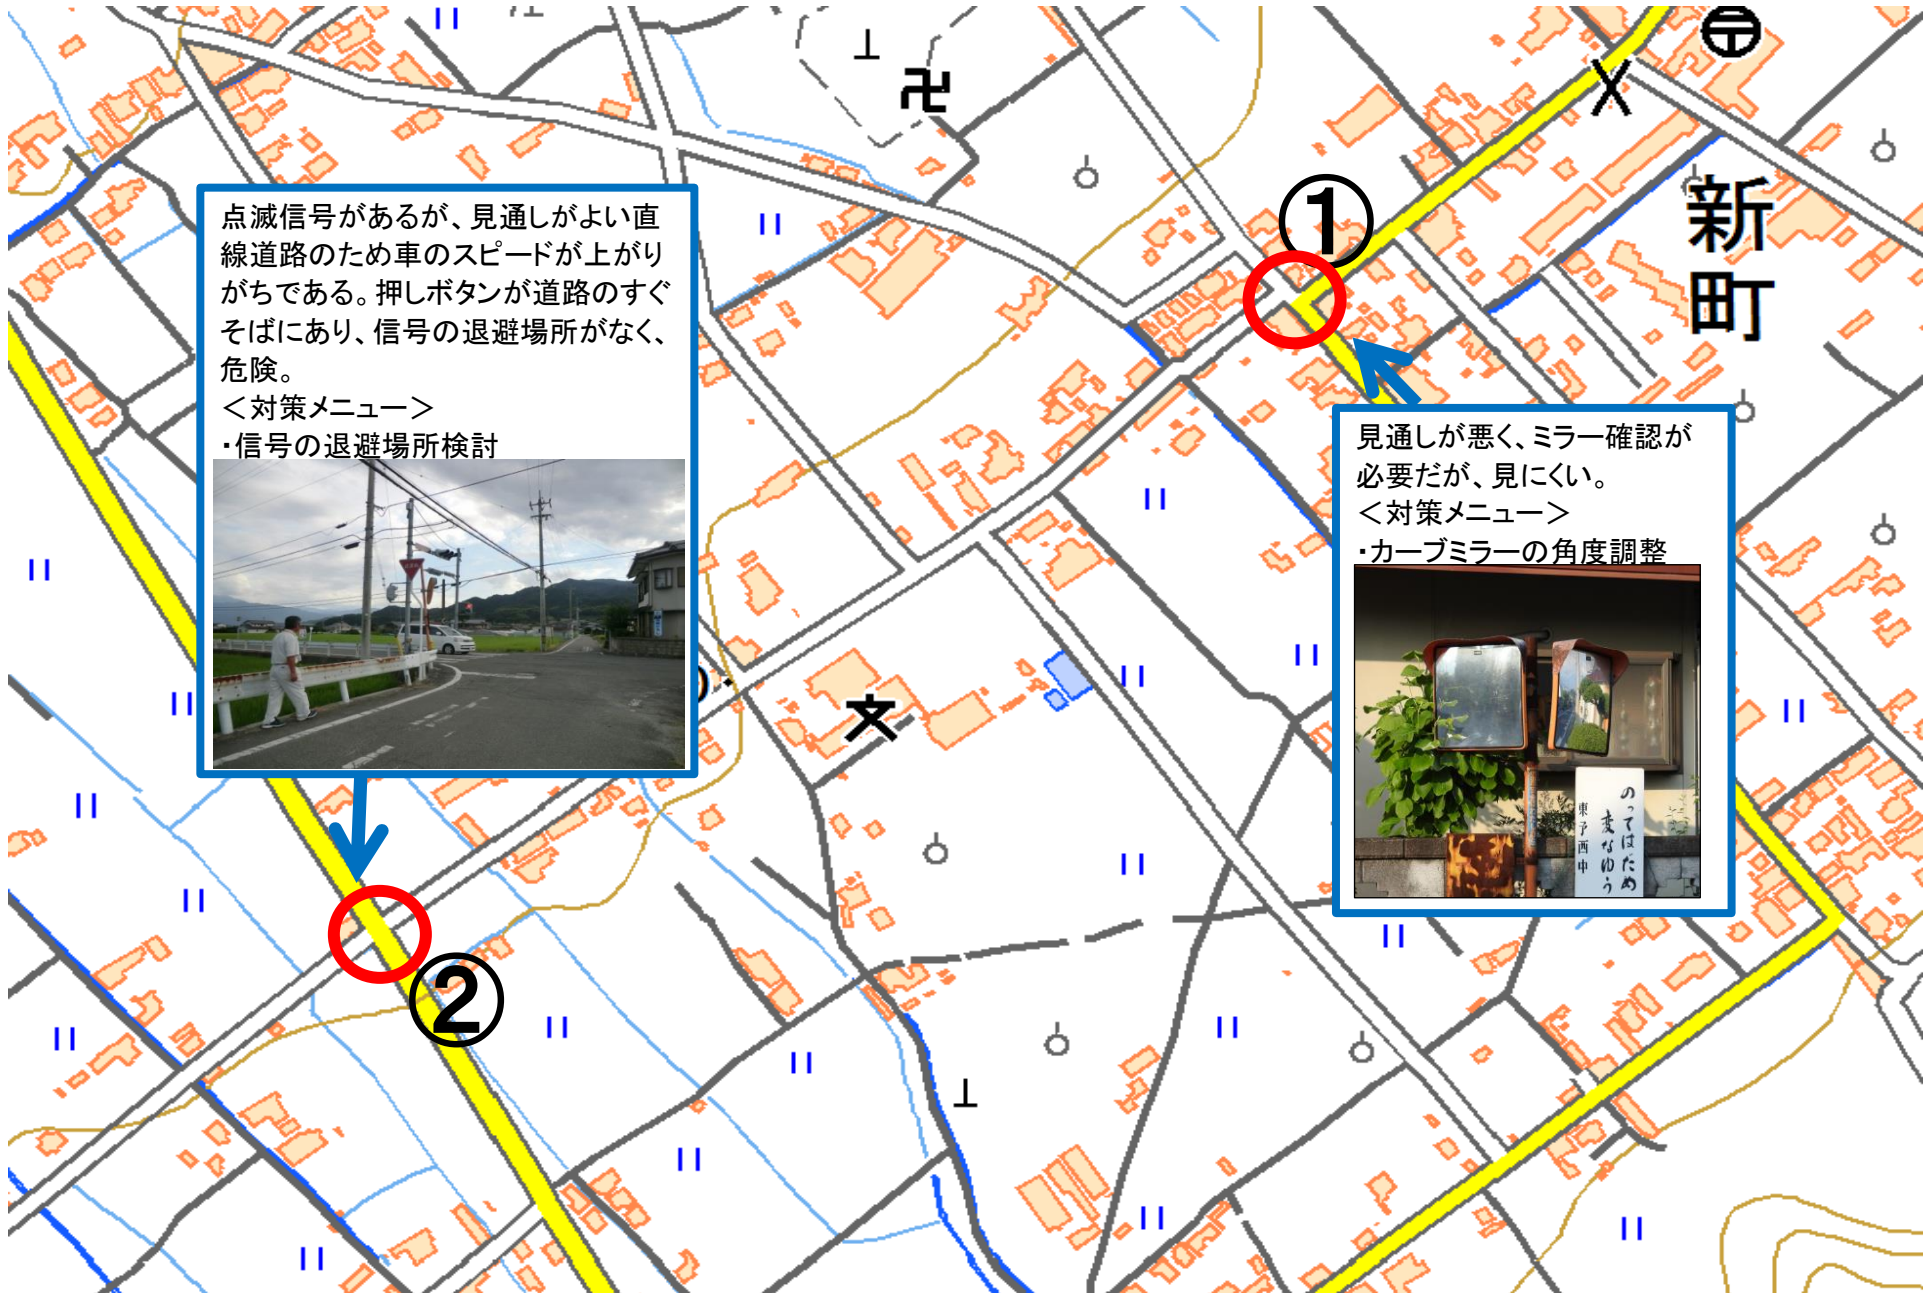 ①
新
町
点滅信号があるが、見通しがよい直
線道路のため車のスピードが上がり
がちである。押しボタンが道路のすぐ
そばにあり、信号の退避場所がなく、
危険。
＜対策メニュー＞
・信号の退避場所検討
見通しが悪く、ミラー確認が
必要だが、見にくい。
＜対策メニュー＞
・カーブミラーの角度調整
のってはだめ
変なゆう
東予西中
②